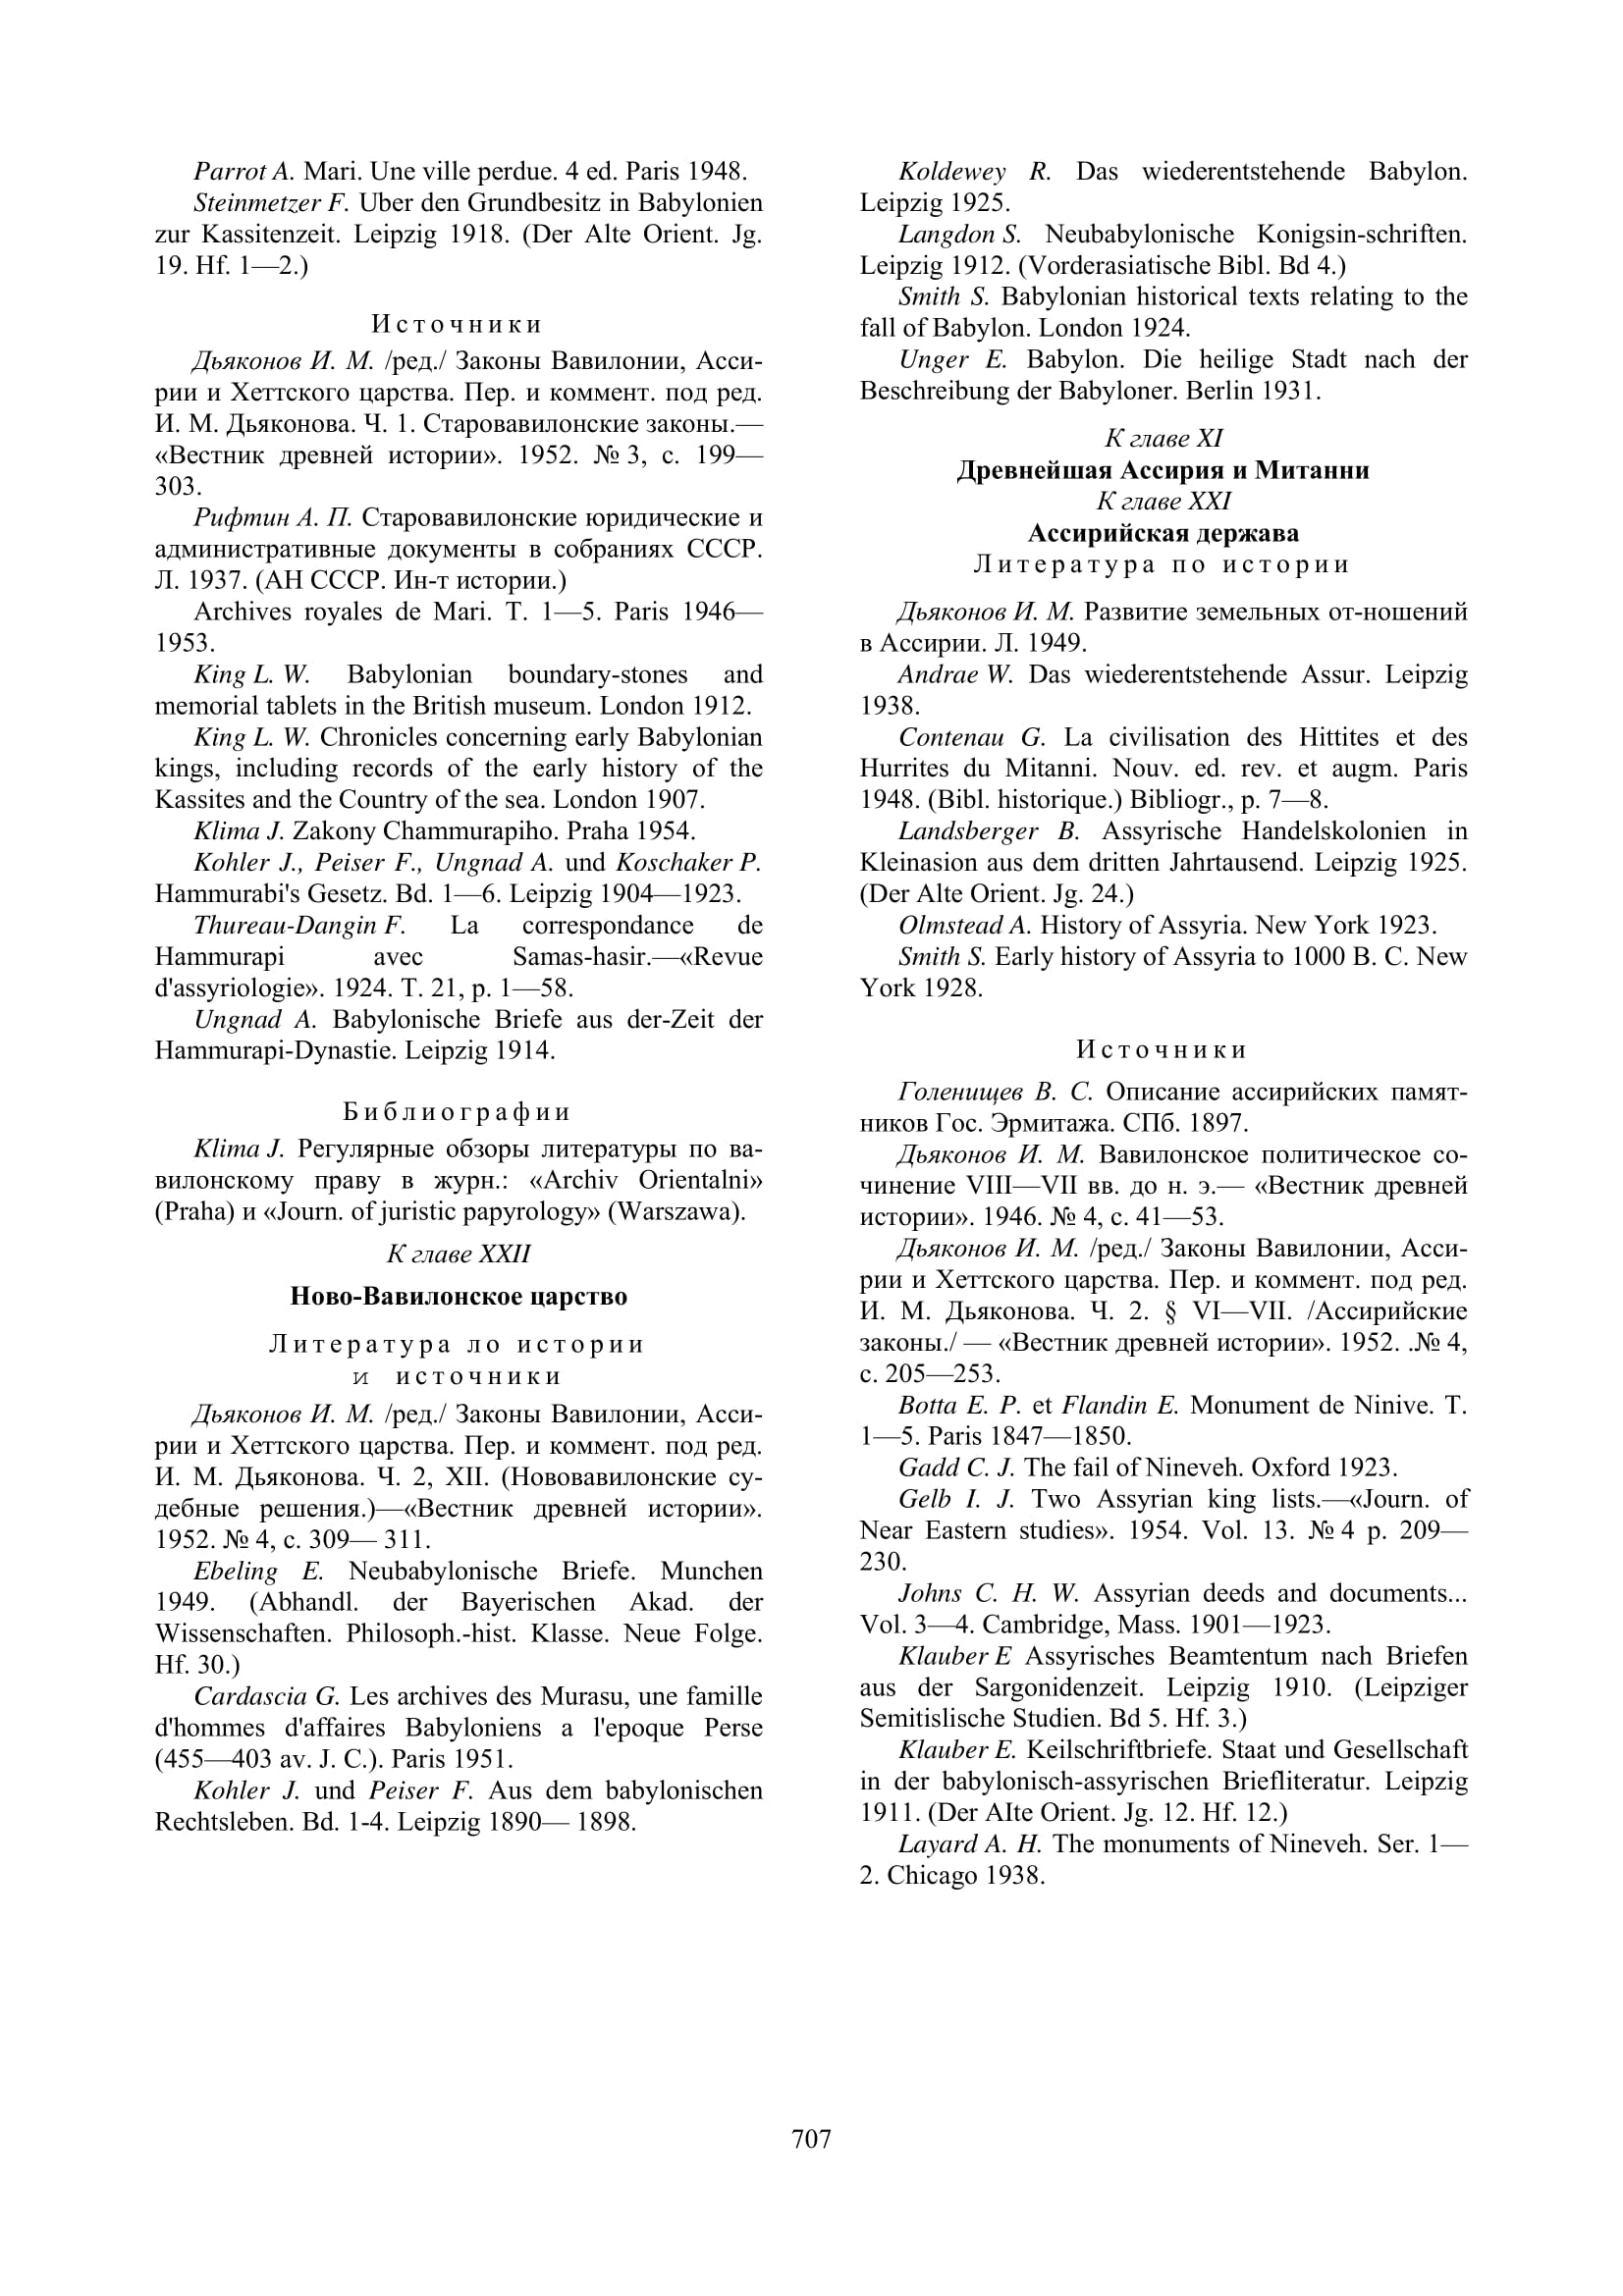 Parrot A. Mari. Une ville perdue. 4 ed. Paris 1948.
Steinmetzer F. Uber den Grundbesitz in Babylonien
zur Kassitenzeit. Leipzig 1918. (Der Alte Orient. Jg.
19. Hf. 1—2.)
Источники
Дьяконов И. М. /ред./ Законы Вавилонии, Асси-
рии и Хеттского царства. Пер. и коммент. под ред.
И. М. Дьяконова. Ч. 1. Старовавилонские законы.—
«Вестник древней истории». 1952. № 3, с. 199—
303.
Рифтин А. П. Старовавилонские юридические и
административные документы в собраниях СССР.
Л. 1937. (АН СССР. Ин-т истории.)
Archives royales de Mari. T. 1—5. Paris 1946—
1953.
King L. W. Babylonian boundary-stones and
memorial tablets in the British museum. London 1912.
King L. W. Chronicles concerning early Babylonian
kings, including records of the early history of the
Kassites and the Country of the sea. London 1907.
Klima J. Zakony Chammurapiho. Praha 1954.
Kohler J., Peiser F., Ungnad A. und Koschaker P.
Hammurabi's Gesetz. Bd. 1—6. Leipzig 1904—1923.
Thureau-Dangin F. La correspondance de
Hammurapi avec Samas-hasir.—«Revue
d'assyriologie». 1924. T. 21, p. 1—58.
Ungnad A. Babylonische Briefe aus der-Zeit der
Hammurapi-Dynastie. Leipzig 1914.
Библиографии
Klima J. Регулярные обзоры литературы по ва-
вилонскому праву в журн.: «Archiv Orientalni»
(Praha) и «Journ. of juristic papyrology» (Warszawa).
К главе XXII
Ново-Вавилонское царство
Литература ло истории
и источники
Дьяконов И. М. /ред./ Законы Вавилонии, Асси-
рии и Хеттского царства. Пер. и коммент. под ред.
И. М. Дьяконова. Ч. 2, XII. (Нововавилонские су-
дебные решения.)—«Вестник древней истории».
1952. № 4, с. 309— 311.
Ebeling E. Neubabylonische Briefe. Munchen
1949. (Abhandl. der Bayerischen Akad. der
Wissenschaften. Philosoph.-hist. Klasse. Neue Folge.
Hf. 30.)
Cardascia G. Les archives des Murasu, une famille
d'hommes d'affaires Babyloniens a l'epoque Perse
(455—403 av. J. C.). Paris 1951.
Kohler J. und Peiser F. Aus dem babylonischen
Rechtsleben. Bd. 1-4. Leipzig 1890— 1898.
Koldewey R. Das wiederentstehende Babylon.
Leipzig 1925.
Langdon S. Neubabylonische Konigsin-schriften.
Leipzig 1912. (Vorderasiatische Bibl. Bd 4.)
Smith S. Babylonian historical texts relating to the
fall of Babylon. London 1924.
Unger E. Babylon. Die heilige Stadt nach der
Beschreibung der Babyloner. Berlin 1931.
К главе XI
Древнейшая Ассирия и Митанни
К главе XXI
Ассирийская держава
Литература по истории
Дьяконов И. М. Развитие земельных от-ношений
в Ассирии. Л. 1949.
Andrae W. Das wiederentstehende Assur. Leipzig
1938.
Contenau G. La civilisation des Hittites et des
Hurrites du Mitanni. Nouv. ed. rev. et augm. Paris
1948. (Bibl. historique.) Bibliogr., p. 7—8.
Landsberger B. Assyrische Handelskolonien in
Kleinasion aus dem dritten Jahrtausend. Leipzig 1925.
(Der Alte Orient. Jg. 24.)
Olmstead A. History of Assyria. New York 1923.
Smith S. Early history of Assyria to 1000 B. C. New
York 1928.
Источники
Голенищев В. С. Описание ассирийских памят-
ников Гос. Эрмитажа. СПб. 1897.
Дьяконов И. М. Вавилонское политическое со-
чинение VIII—VII вв. до н. э.— «Вестник древней
истории». 1946. № 4, с. 41—53.
Дьяконов И. М. /ред./ Законы Вавилонии, Асси-
рии и Хеттского царства. Пер. и коммент. под ред.
И. М. Дьяконова. Ч. 2. § VI—VII. /Ассирийские
законы./ — «Вестник древней истории». 1952. .№ 4,
с. 205—253.
Botta E. P. et Flandin E. Monument de Ninive. T.
1—5. Paris 1847—1850.
Gadd C. J. The fail of Nineveh. Oxford 1923.
Gelb I. J. Two Assyrian king lists.—«Journ. of
Near Eastern studies». 1954. Vol. 13. № 4 p. 209—
230.
Johns C. H. W. Assyrian deeds and documents...
Vol. 3—4. Cambridge, Mass. 1901—1923.
Klauber E Assyrisches Beamtentum nach Briefen
aus der Sargonidenzeit. Leipzig 1910. (Leipziger
Semitislische Studien. Bd 5. Hf. 3.)
Klauber E. Keilschriftbriefe. Staat und Gesellschaft
in der babylonisch-assyrischen Briefliteratur. Leipzig
1911. (Der AIte Orient. Jg. 12. Hf. 12.)
Layard A. H. The monuments of Nineveh. Ser. 1—
2. Chicago 1938.
707